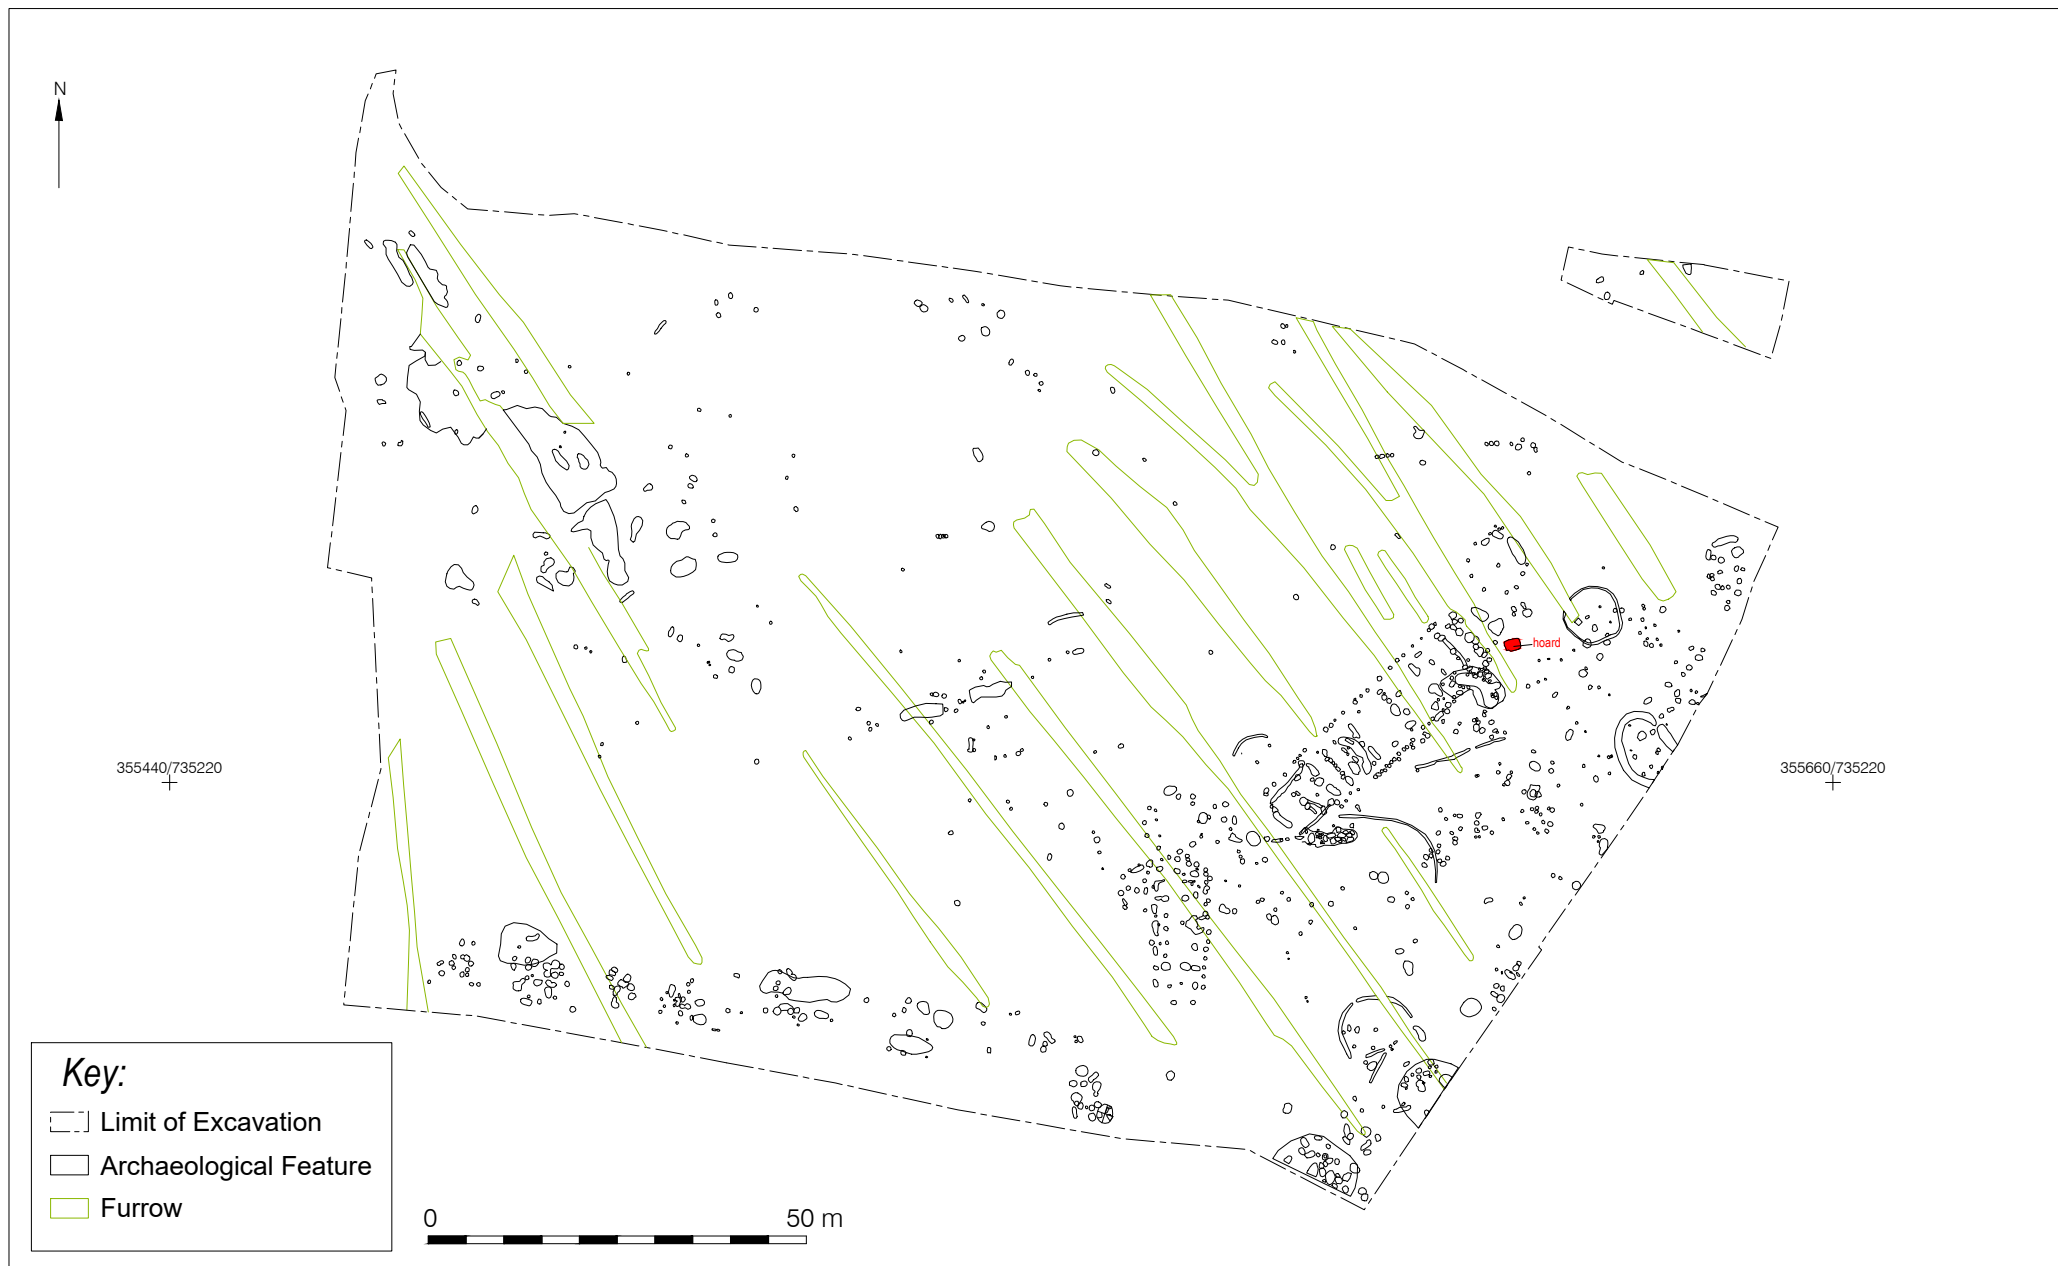 N
hoard
355440/735220
355660/735220
Key:
Limit of Excavation
Archaeological Feature
Furrow
0 50 m